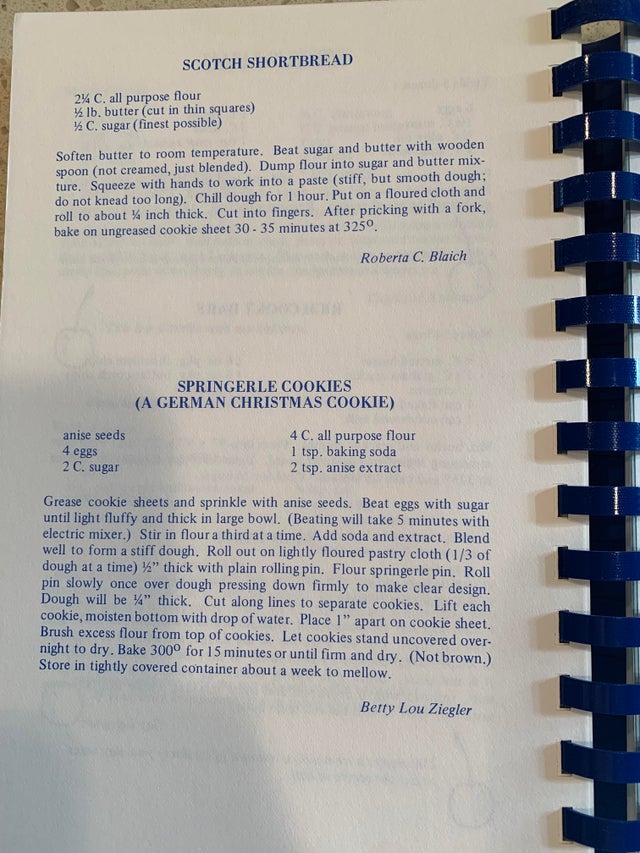 SCOTCH SHORTBREAD
2¼ C. all purpose flour
½ lb. butter (cut in thin squares)
½ C. sugar (finest possible)
Soften butter to room temperature. Beat sugar and butter with wooden
spoon (not creamed, just blended). Dump flour into sugar and butter mix-
ture. Squeeze with hands to work into a paste (stiff, but smooth dough;
do not knead too long). Chill dough for 1 hour. Put on a floured cloth and
roll to about ¼ inch thick. Cut into fingers. After pricking with a fork,
bake on ungreased cookie sheet 30 - 35 minutes at 325º.
Roberta C. Blaich
SPRINGERLE COOKIES
(A GERMAN CHRISTMAS COOKIE)
anise seeds
4 eggs
2 C. sugar
4 C. all purpose flour
1 tsp. baking soda
2 tsp. anise extract
Grease cookie sheets and sprinkle with anise seeds. Beat eggs with sugar
until light fluffy and thick in large bowl. (Beating will take 5 minutes with
electric mixer.) Stir in flour a third at a time. Add soda and extract. Blend
well to form a stiff dough. Roll out on lightly floured pastry cloth (1/3 of
dough at a time) ½” thick with plain rolling pin. Flour springerle pin. Roll
pin slowly once over dough pressing down firmly to make clear design.
Dough will be ¼” thick. Cut along lines to separate cookies. Lift each
cookie, moisten bottom with drop of water. Place 1” apart on cookie sheet.
Brush excess flour from top of cookies. Let cookies stand uncovered over-
night to dry. Bake 300º for 15 minutes or until firm and dry. (Not brown.)
Store in tightly covered container about a week to mellow.
Betty Lou Ziegler